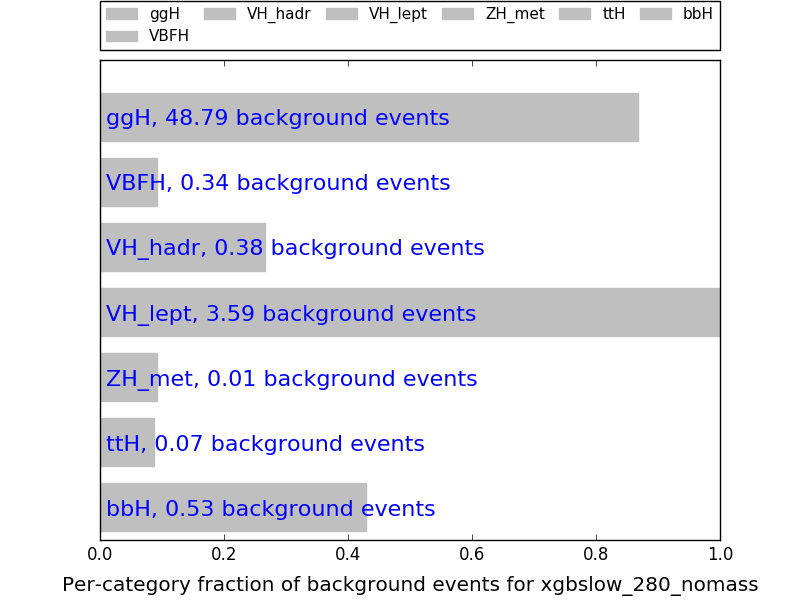 ggH VH_hadr VH_lept ZH_met ttH bbH
VBFH
ggH, 48.79 background events
VBFH, 0.34 background events
VH_hadr, 0.38 background events
VH_lept, 3.59 background events
ZH_met, 0.01 background events
ttH, 0.07 background events
bbH, 0.53 background events
0.0 0.2 0.4 0.6 0.8 1.0
Per-category fraction of background events for xgbslow_280_nomass